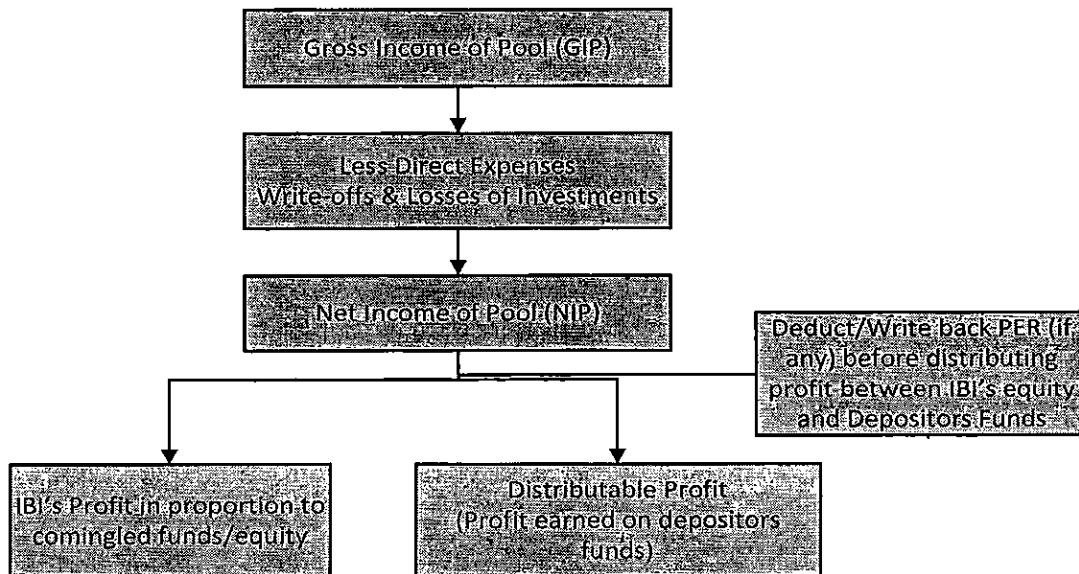 Gross Income of Pool (GIP)
Less Direct Expenses
Write-offs & Losses of Investments
Net Income of Pool (NIP)
Deduct/Write back PER (if
any) before distributing
profit between IBI's equity
and Depositors Funds
IBI's Profit in proportion to
comingled funds/equity
Distributable Profit
(Profit earned on depositors
funds)